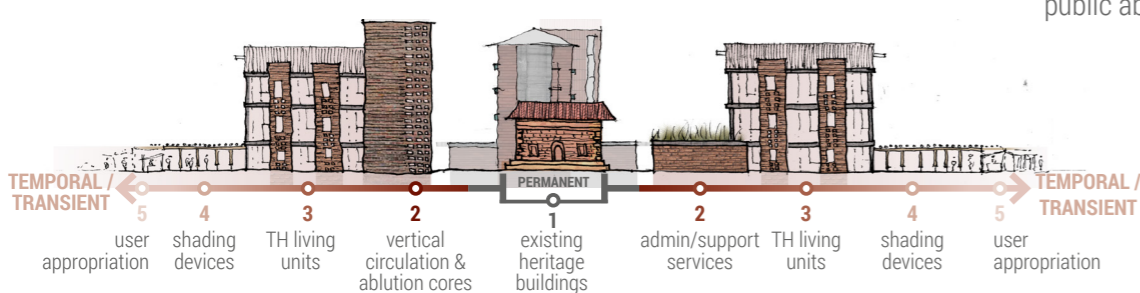 public ab
TEMPORAL /
TRANSIENT
PERMANENT
TEMPORAL /
TRANSIENT
5
4
3
2
1
2
3
4
5
user
appropriation
shading
devices
TH living
units
vertical
circulation &
ablution cores
existing
heritage
buildings
admin/support
services
TH living
units
shading
devices
user
appropriation